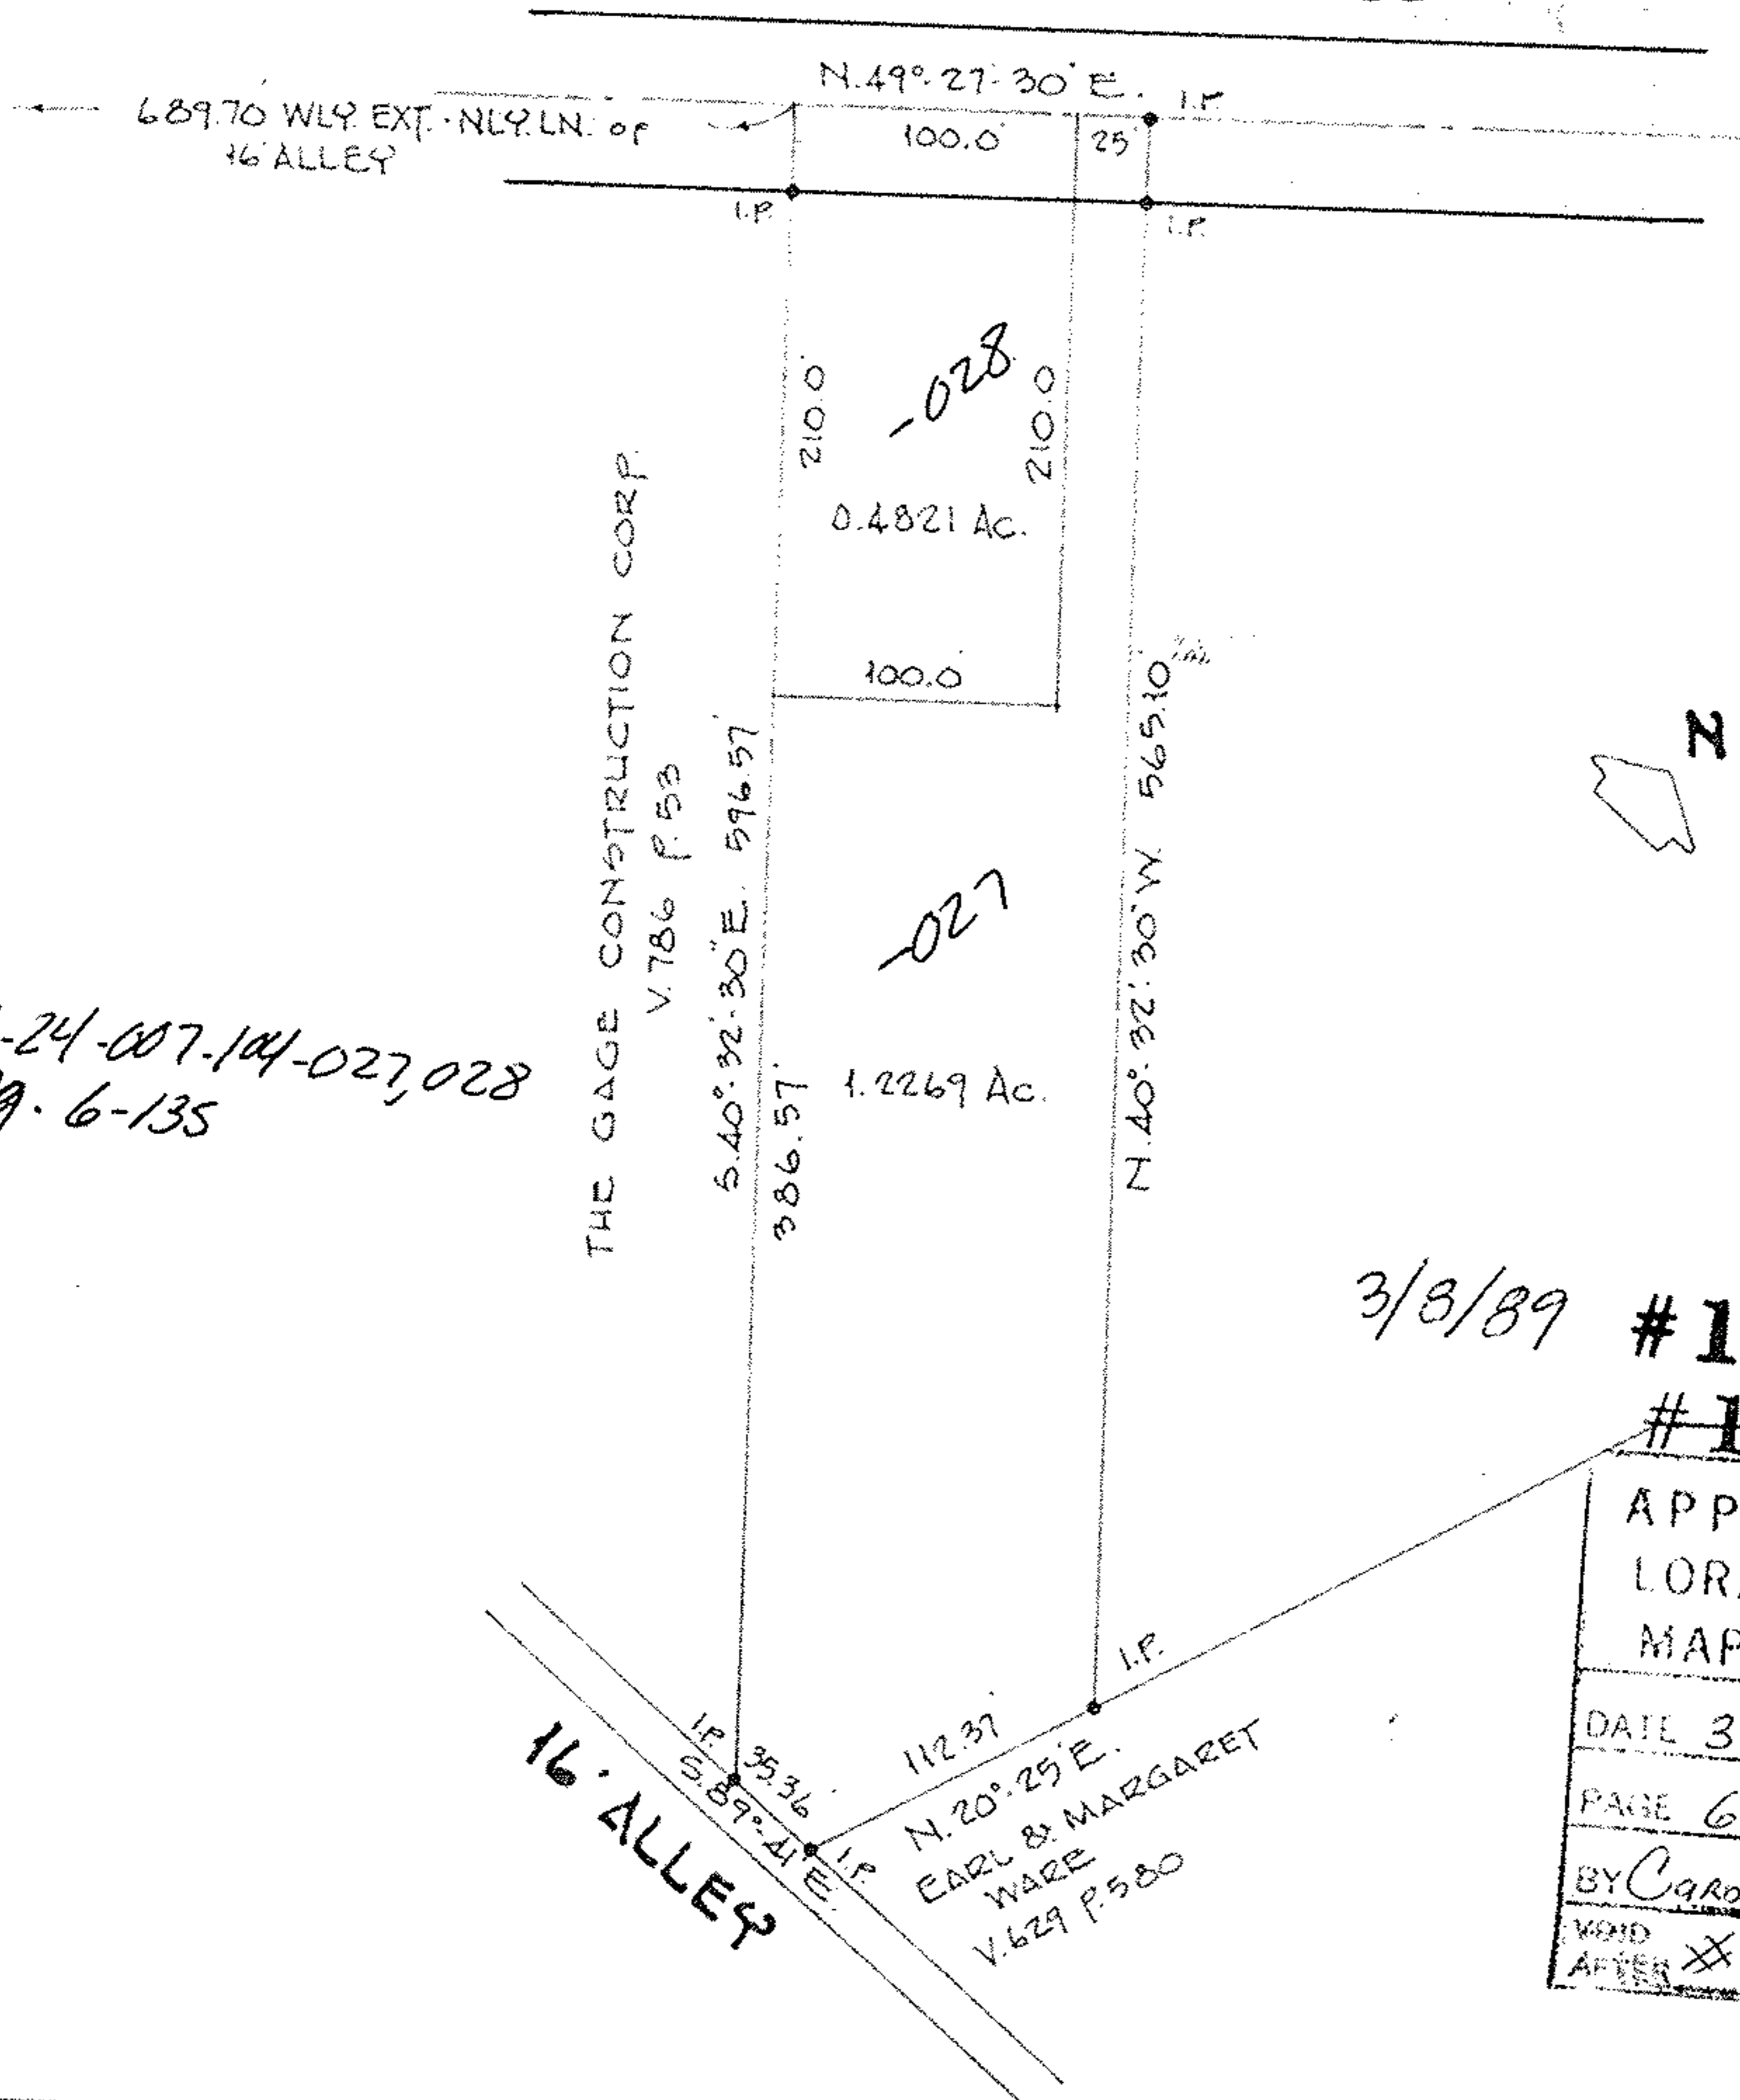 N. 49°-27'-30" E.
I.P.
689.70 WLY. EXT. - NLY. LN. OF
16' ALLEY
100.0'
25'
I.P.
I.P.
-028
210.0
210.0
0.4821 Ac.
100.0'
THE GAGE CONSTRUCTION CORP.
V. 786 P. 53
S. 40°-32'-30" E. 596.57'
386.57'
N. 40°-32'-30" W. 565.10'
N
-027
1.2269 Ac.
-24-007-104-027,028
. 6-135
3/8/89
#1
#1
APP
LOR
MAP
DATE 3
PAGE 6
BY Caro
VOID
AFTER XX
I.P.
112.37'
N. 20°-25' E.
EARL & MARGARET
WARE
V. 629 P. 580
I.P.
35.36'
S. 89°-41' E.
I.P.
16' ALLEY